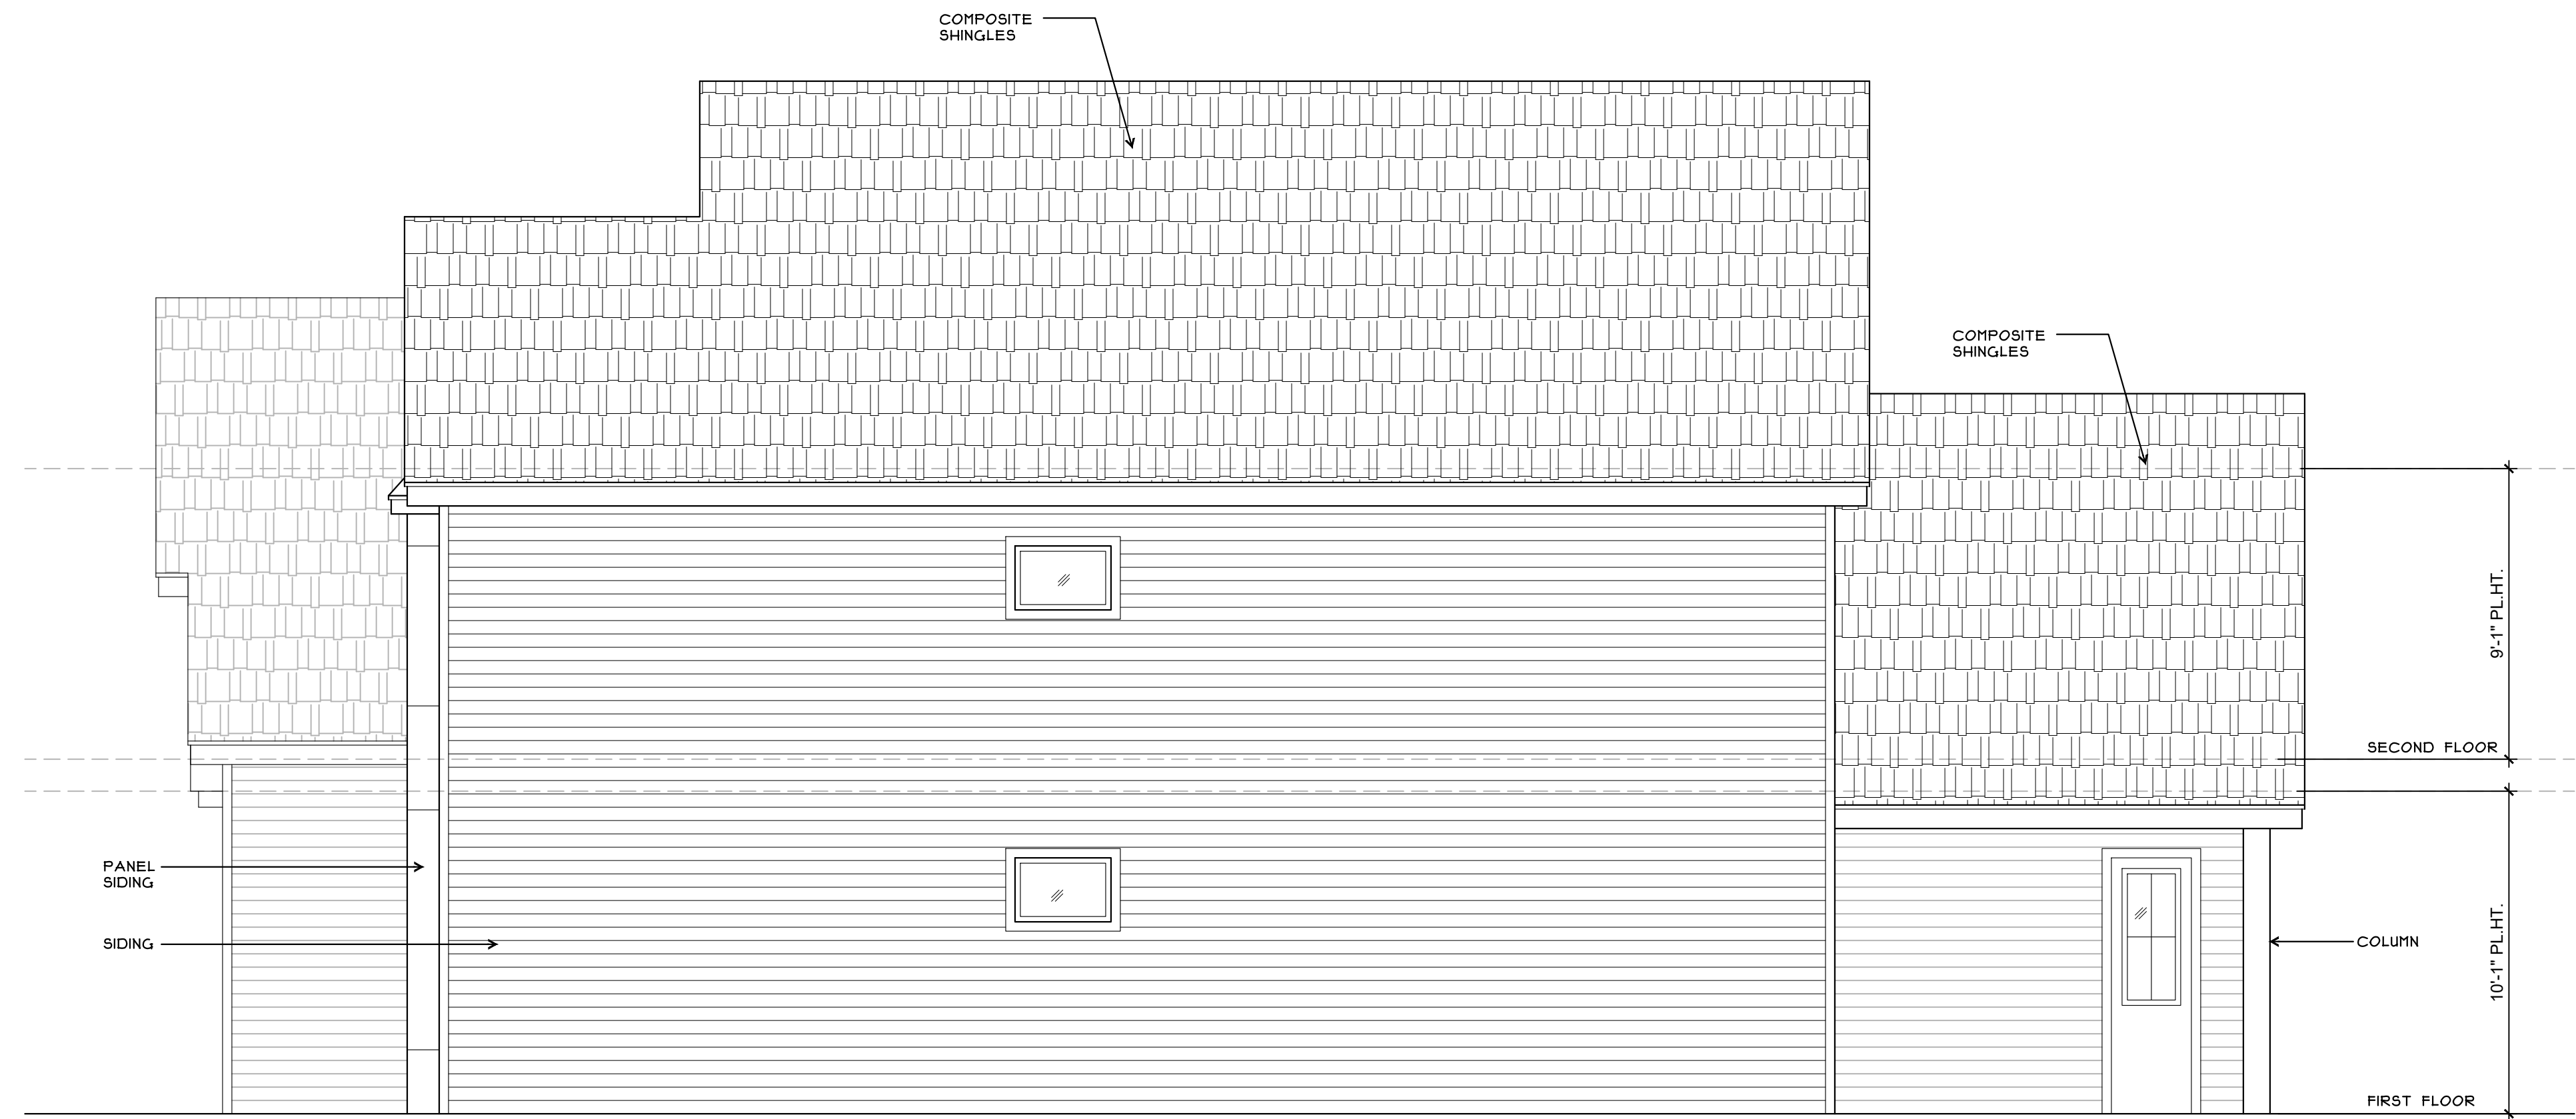 COMPOSITE
SHINGLES
COMPOSITE
SHINGLES
9'-1" PL.HT.
SECOND FLOOR
PANEL
SIDING
SIDING
COLUMN
10'-1" PL.HT.
FIRST FLOOR